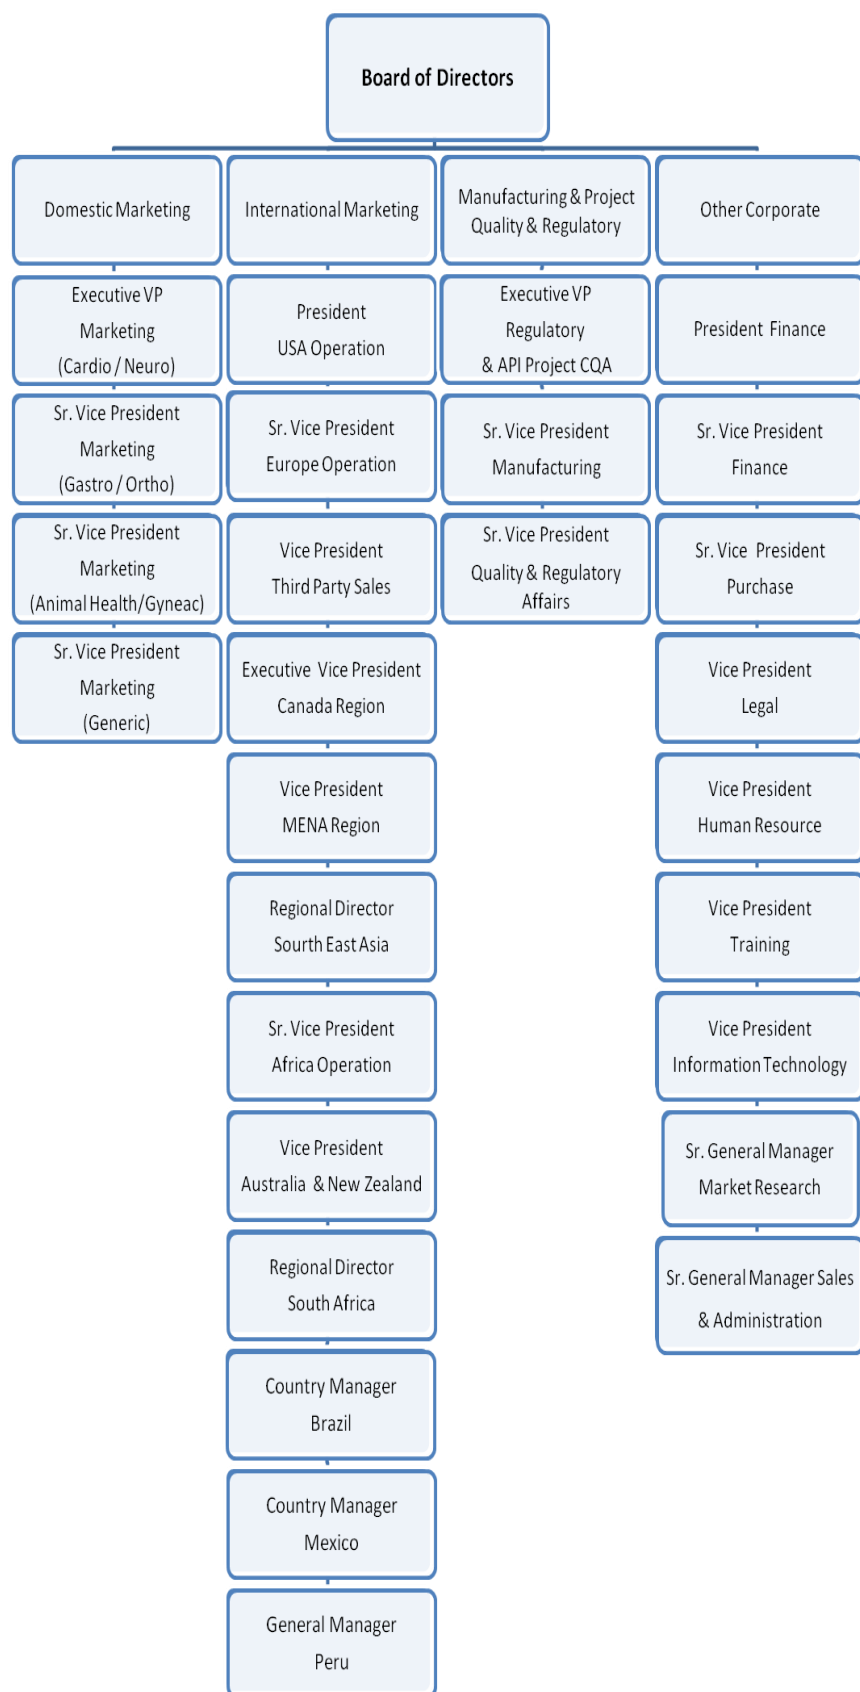 Board of Directors
Domestic Marketing
Executive VP
Marketing
(Cardio / Neuro)
Sr. Vice President
Marketing
(Gastro / Ortho)
Sr. Vice President
Marketing
(Animal Health/Gyneac)
Sr. Vice President
Marketing
(Generic)
International Marketing
President
USA Operation
Sr. Vice President
Europe Operation
Vice President
Third Party Sales
Executive Vice President
Canada Region
Vice President
MENA Region
Regional Director
Sourth East Asia
Sr. Vice President
Africa Operation
Vice President
Australia & New Zealand
Regional Director
South Africa
Country Manager
Brazil
Country Manager
Mexico
General Manager
Peru
Manufacturing & Project
Quality & Regulatory
Executive VP
Regulatory
& API Project CQA
Sr. Vice President
Manufacturing
Sr. Vice President
Quality & Regulatory
Affairs
Other Corporate
President Finance
Sr. Vice President
Finance
Sr. Vice President
Purchase
Vice President
Legal
Vice President
Human Resource
Vice President
Training
Vice President
Information Technology
Sr. General Manager
Market Research
Sr. General Manager Sales
& Administration